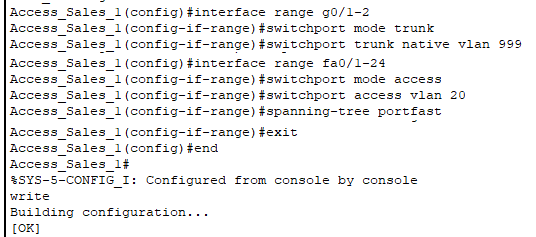 Access_Sales_1(config)#interface range g0/1-2
Access_Sales_1(config-if-range)#switchport mode trunk
Access_Sales_1(config-if-range)#switchport trunk native vlan 999
Access_Sales_1(config)#interface range fa0/1-24
Access_Sales_1(config-if-range)#switchport mode access
Access_Sales_1(config-if-range)#switchport access vlan 20
Access_Sales_1(config-if-range)#spanning-tree portfast
Access_Sales_1(config-if-range)#exit
Access_Sales_1(config)#end
Access_Sales_1#
%SYS-5-CONFIG_I: Configured from console by console
write
Building configuration...
[OK]